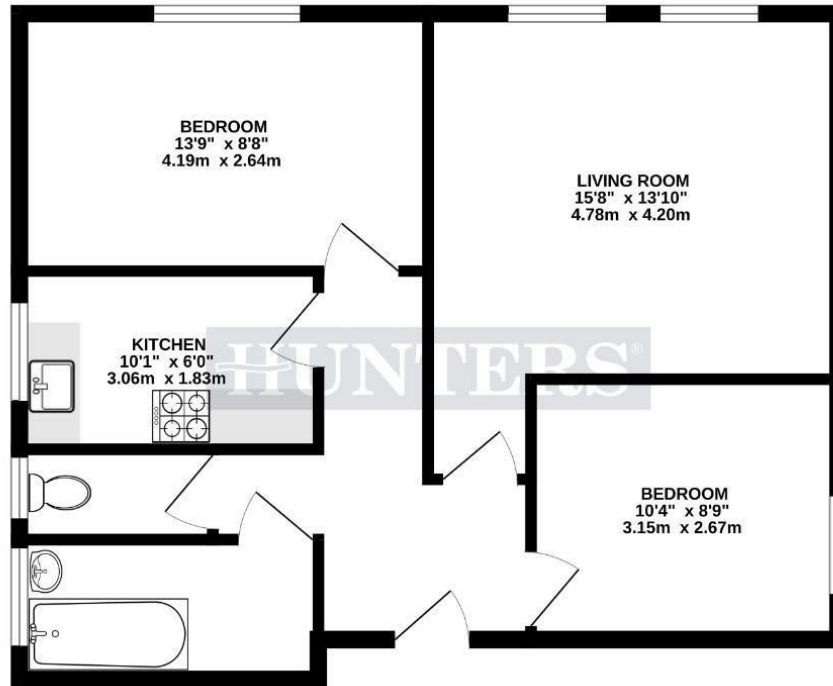 BEDROOM
13'9" x 8'8"
4.19m x 2.64m
LIVING ROOM
15'8" x 13'10"
4.78m x 4.20m
KITCHEN
10'1" x 6'0"
3.06m x 1.83m
HUNTERS®
BEDROOM
10'4" x 8'9"
3.15m x 2.67m